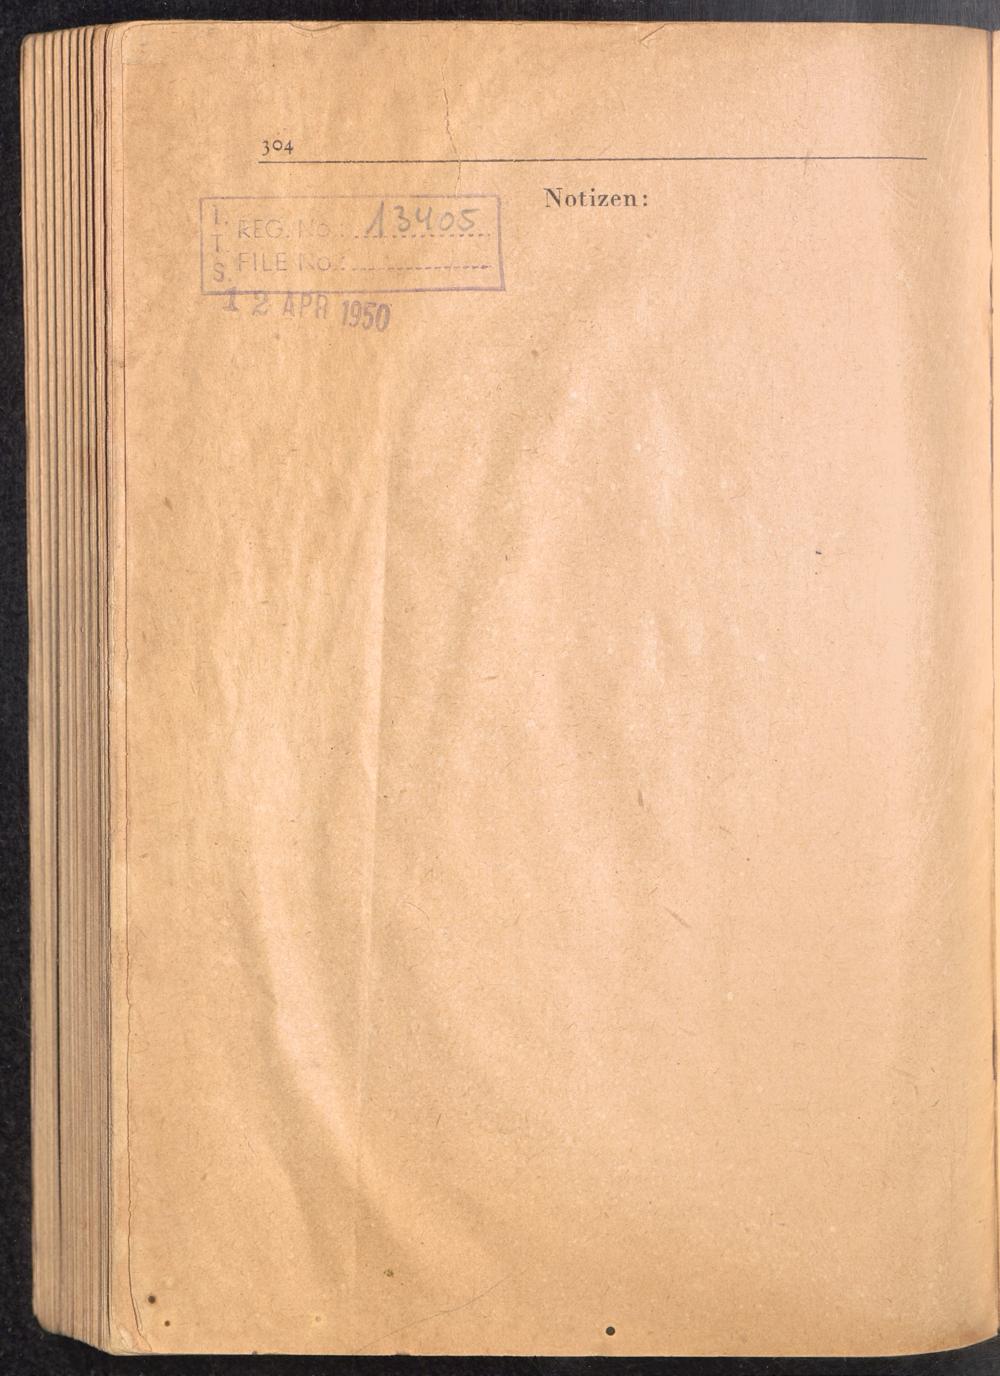 304
Notizen:
I.T.S.
REG. No.: 13405
FILE No.:
12 APR 1950